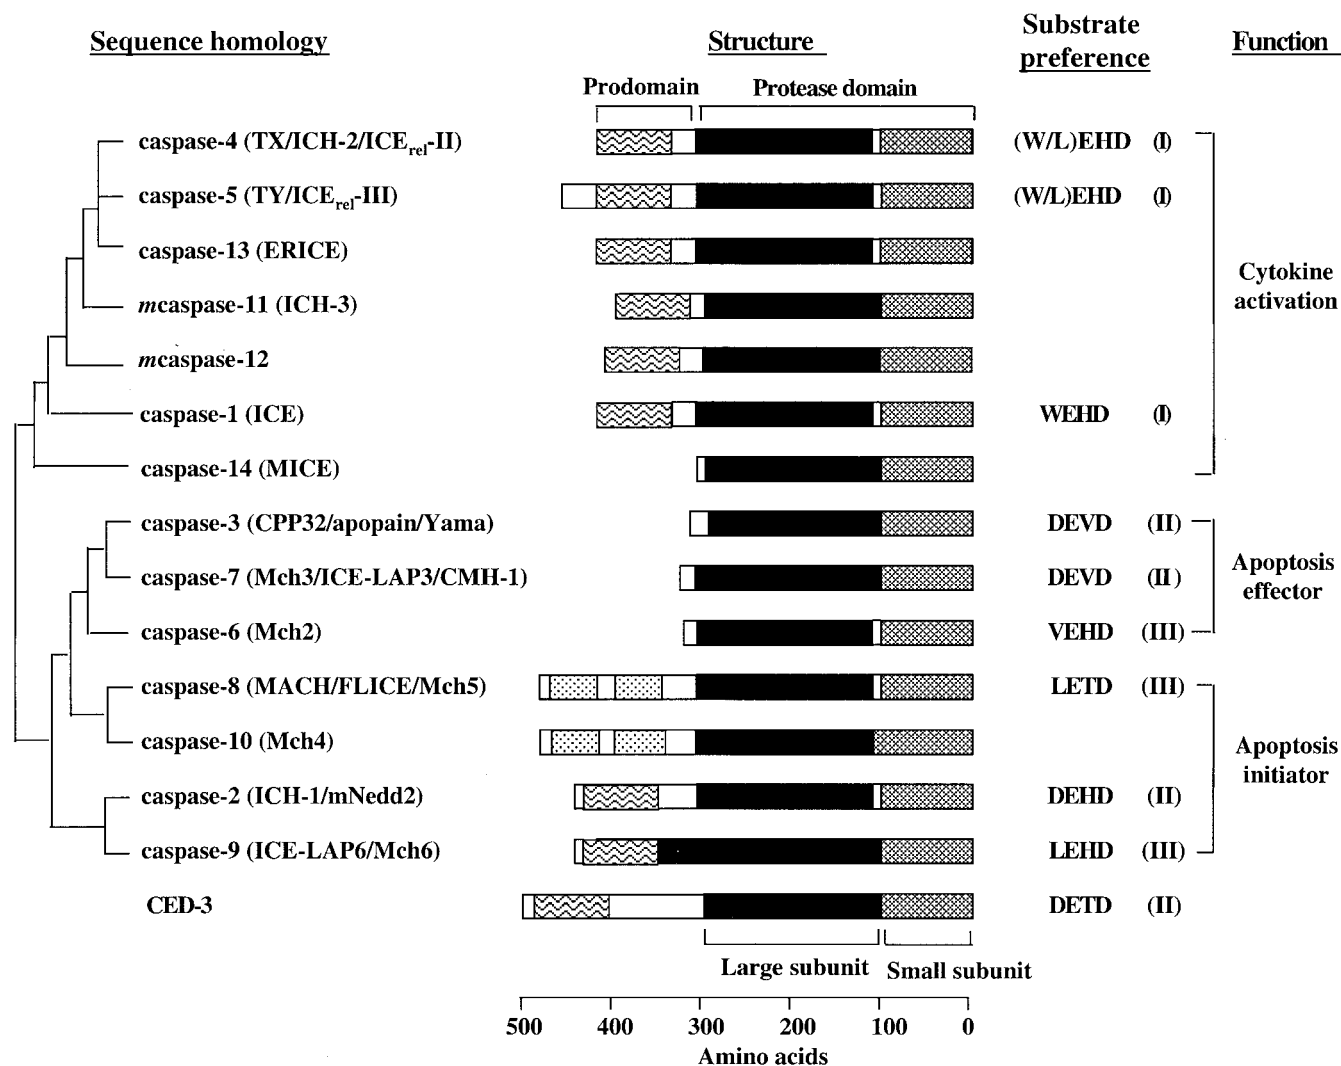 Sequence homology
Structure
Substrate
preference
Function
Prodomain
Protease domain
caspase-4 (TX/ICH-2/ICErel-II) (W/L)EHD (I)
caspase-5 (TY/ICErel-III) (W/L)EHD (I)
caspase-13 (ERICE)
Cytokine
activation
mcaspase-11 (ICH-3)
mcaspase-12
caspase-1 (ICE) WEHD (I)
caspase-14 (MICE)
caspase-3 (CPP32/apopain/Yama) DEVD (II)
caspase-7 (Mch3/ICE-LAP3/CMH-1) DEVD (II)
Apoptosis
effector
caspase-6 (Mch2) VEHD (III)
caspase-8 (MACH/FLICE/Mch5) LETD (III)
caspase-10 (Mch4)
Apoptosis
initiator
caspase-2 (ICH-1/mNedd2) DEHD (II)
caspase-9 (ICE-LAP6/Mch6) LEHD (III)
CED-3 DETD (II)
Large subunit
Small subunit
500 400 300 200 100 0
Amino acids